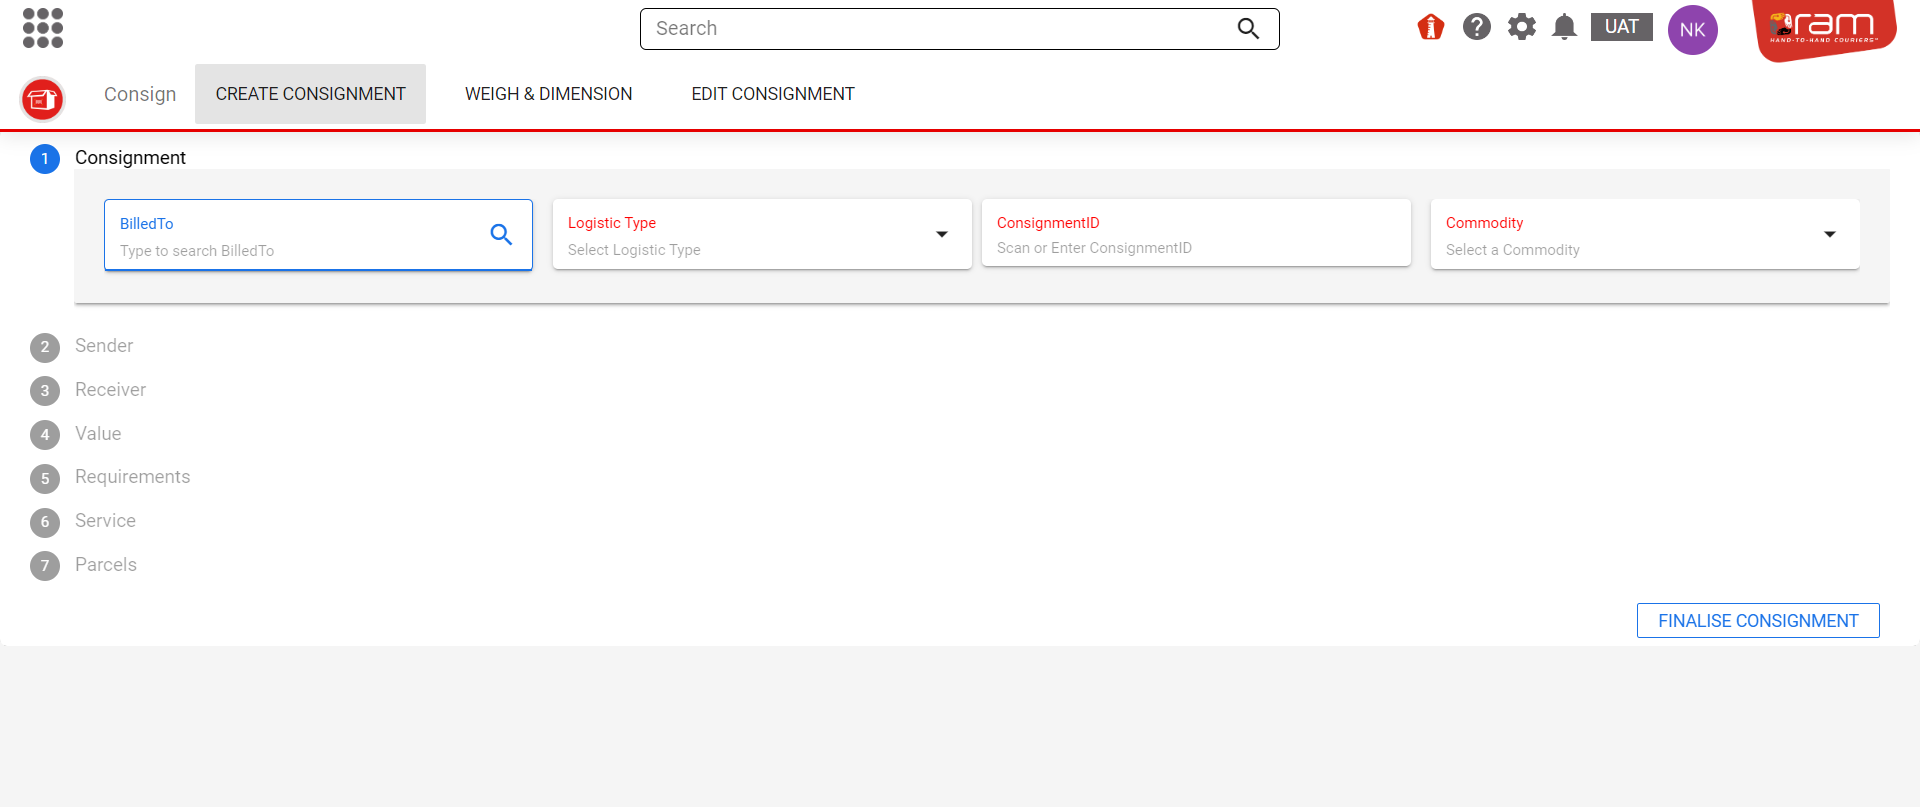 Search
UAT
NK
ram
HAND-TO-HAND COURIERS
Consign
CREATE CONSIGNMENT
WEIGH & DIMENSION
EDIT CONSIGNMENT
1
Consignment
BilledTo
Type to search BilledTo
Logistic Type
Select Logistic Type
ConsignmentID
Scan or Enter ConsignmentID
Commodity
Select a Commodity
2
Sender
3
Receiver
4
Value
5
Requirements
6
Service
7
Parcels
FINALISE CONSIGNMENT